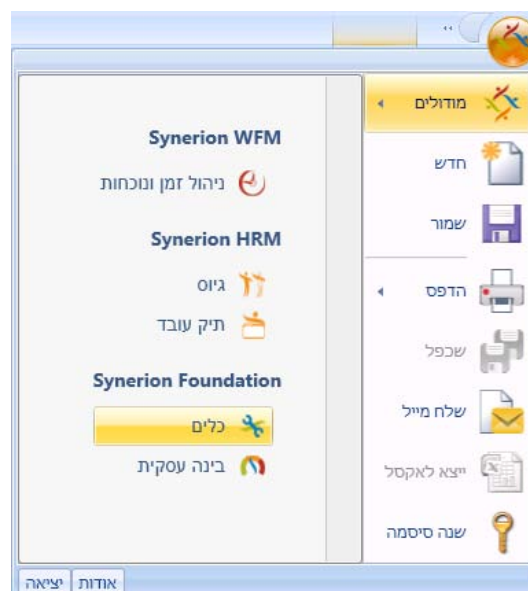 מודולים
חדש
שמור
הדפס
שכפל
שלח מייל
ייצא לאקסל
שנה סיסמה
Synerion WFM
ניהול זמן ונוכחות
Synerion HRM
גיוס
תיק עובד
Synerion Foundation
כלים
בינה עסקית
אודות
יציאה